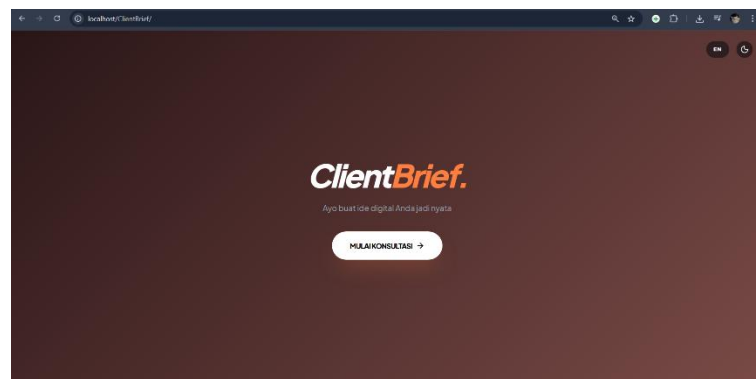 localhost/ClientBrief/
EN
ClientBrief.
Ayo buat ide digital Anda jadi nyata
MULAI KONSULTASI →